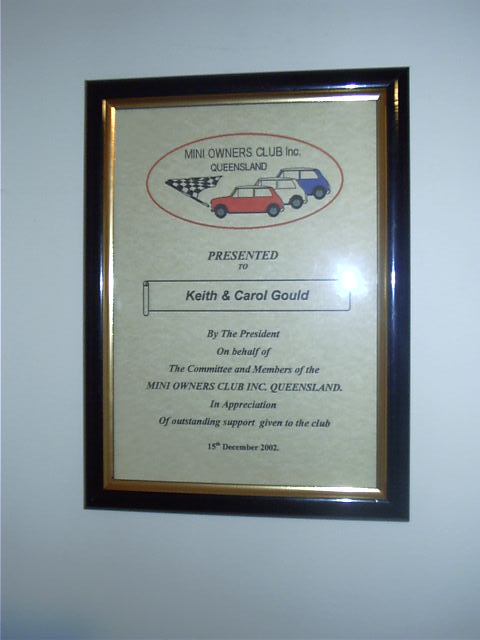 MINI OWNERS CLUB Inc.
QUEENSLAND
PRESENTED
TO
Keith & Carol Gould
By The President
On behalf of
The Committee and Members of the
MINI OWNERS CLUB INC. QUEENSLAND.
In Appreciation
Of outstanding support given to the club
15th December 2002.